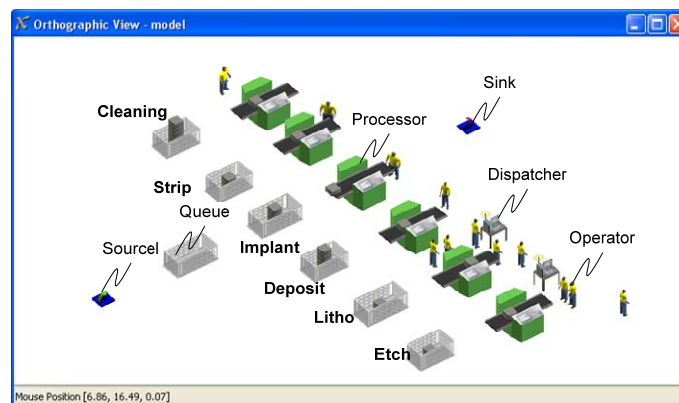 Orthographic View - model
Sink
Cleaning
Processor
Strip
Dispatcher
Queue
Implant
Operator
Sourcel
Deposit
Litho
Etch
Mouse Position [6.86, 16.49, 0.07]